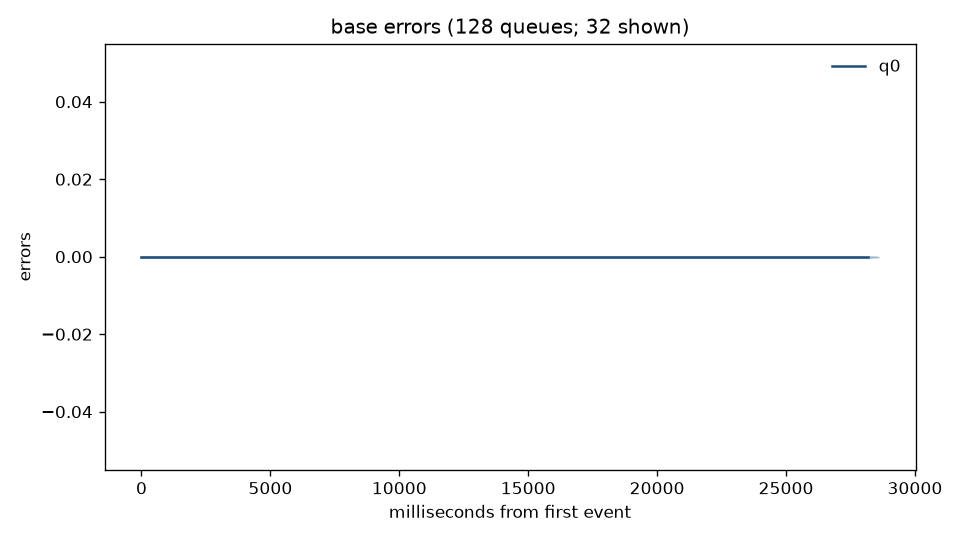 base errors (128 queues; 32 shown)
q0
0.04
0.02
0.00
−0.02
−0.04
errors
0 5000 10000 15000 20000 25000 30000
milliseconds from first event